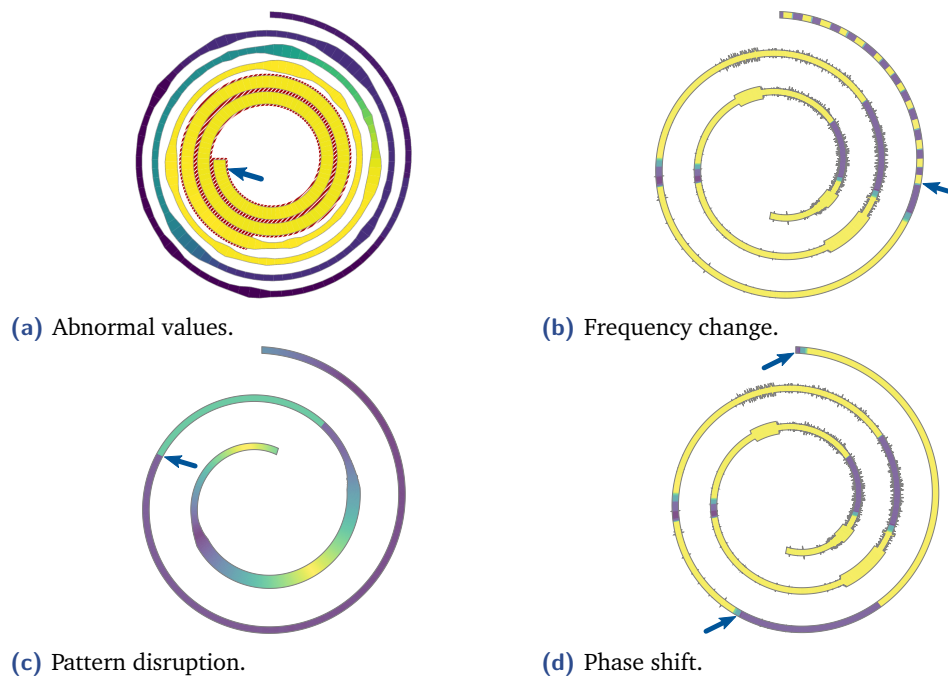 (a) Abnormal values.
(b) Frequency change.
(c) Pattern disruption.
(d) Phase shift.